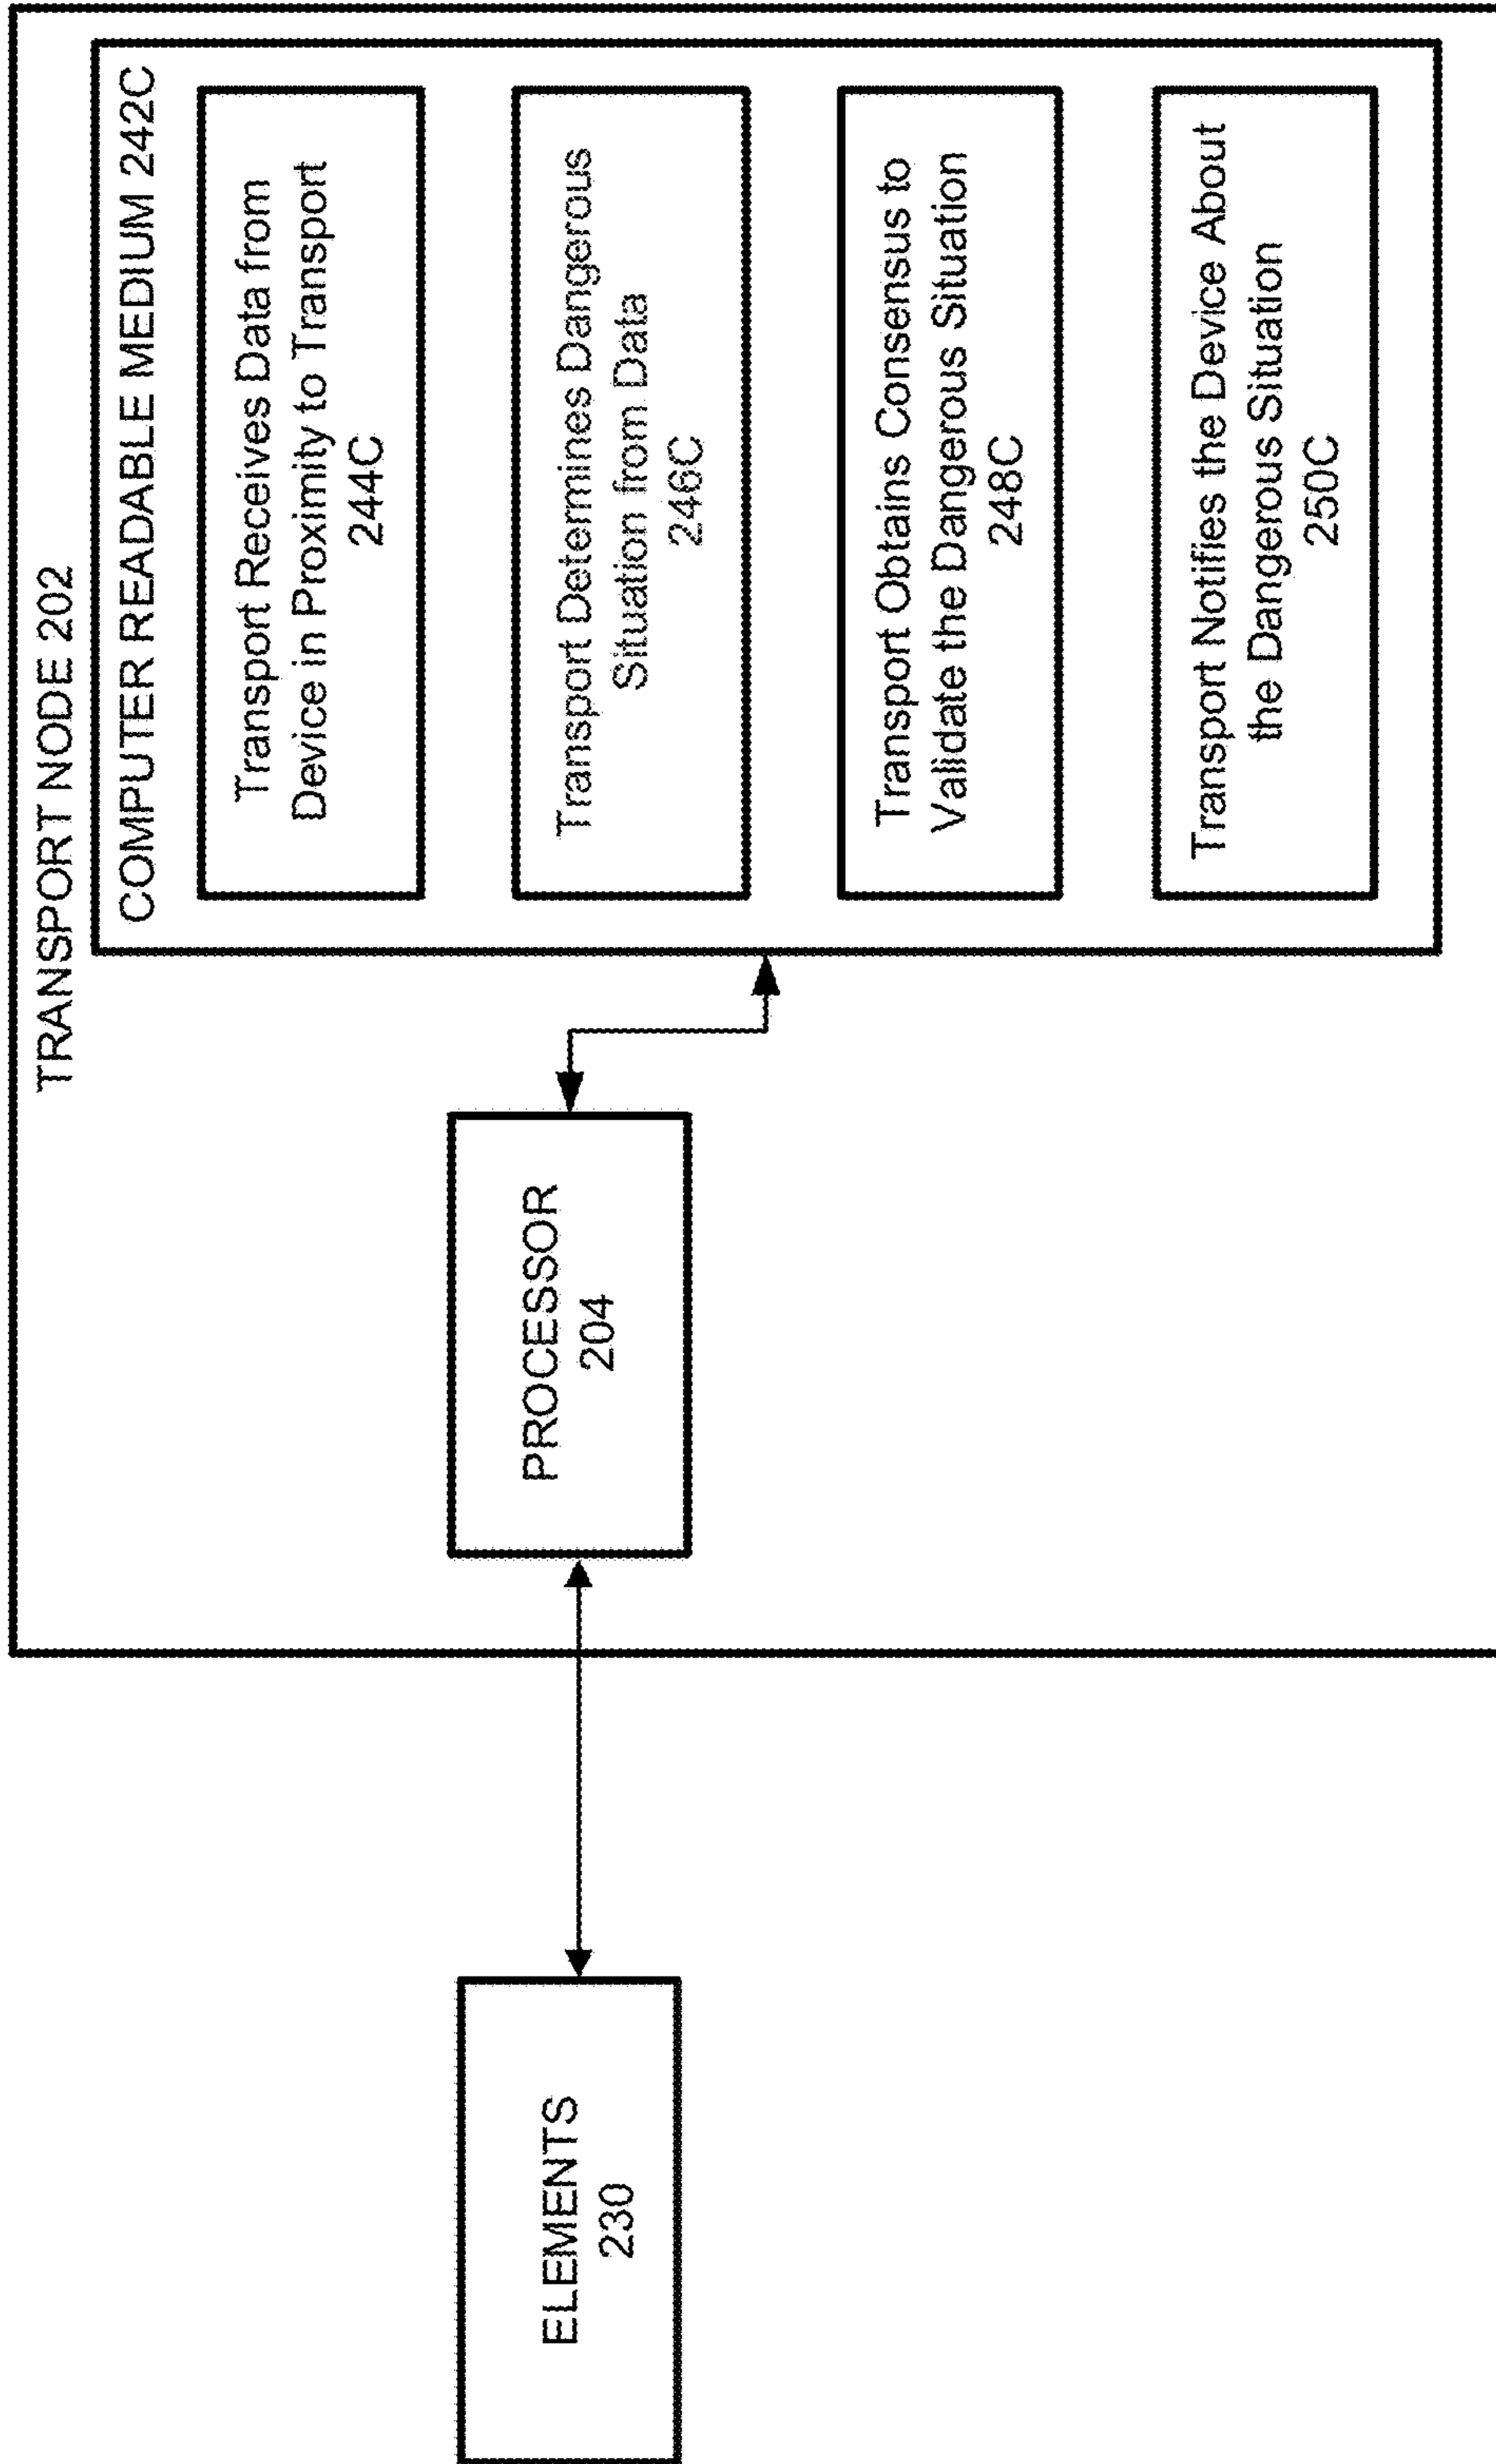 TRANSPORT NODE 202
COMPUTER READABLE MEDIUM 242C
Transport Receives Data from
Device in Proximity to Transport
244C
Transport Determines Dangerous
Situation from Data
246C
Transport Obtains Consensus to
Validate the Dangerous Situation
248C
Transport Notifies the Device About
the Dangerous Situation
250C
PROCESSOR
204
ELEMENTS
230